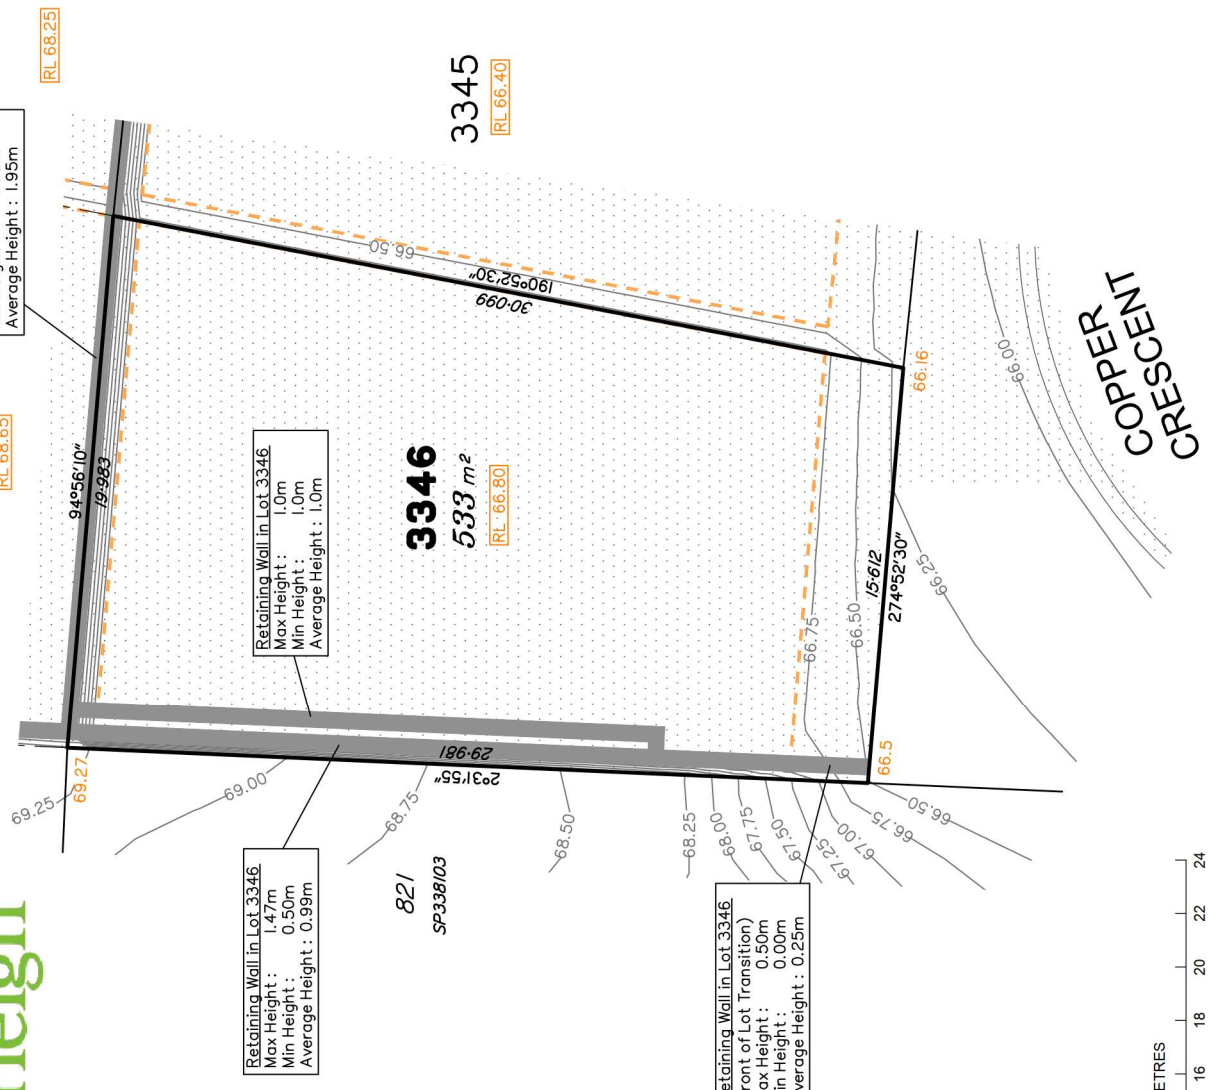 RL 68.25
Average Height : 1.95m
3345
RL 66.40
RL 68.65
94°56'10"
19·983
66.50
190°52'30"
30·099
Retaining Wall in Lot 3346
Max Height : 1.0m
Min Height : 1.0m
Average Height : 1.0m
3346
533 m²
RL 66.80
66.16
66.00
COPPER
CRESCENT
66.75
66.50
15·612
274°52'30"
66.25
29·981
2°31'55"
69.27
66.5
69.25
69.00
68.75
68.50
68.25
68.00
67.75
67.50
67.25
67.00
66.75
66.50
Retaining Wall in Lot 3346
Max Height : 1.47m
Min Height : 0.50m
Average Height : 0.99m
821
SP338103
etaining Wall in Lot 3346
ront of Lot Transition)
ax Height : 0.50m
in Height : 0.00m
verage Height : 0.25m
ETRES
16 18 20 22 24